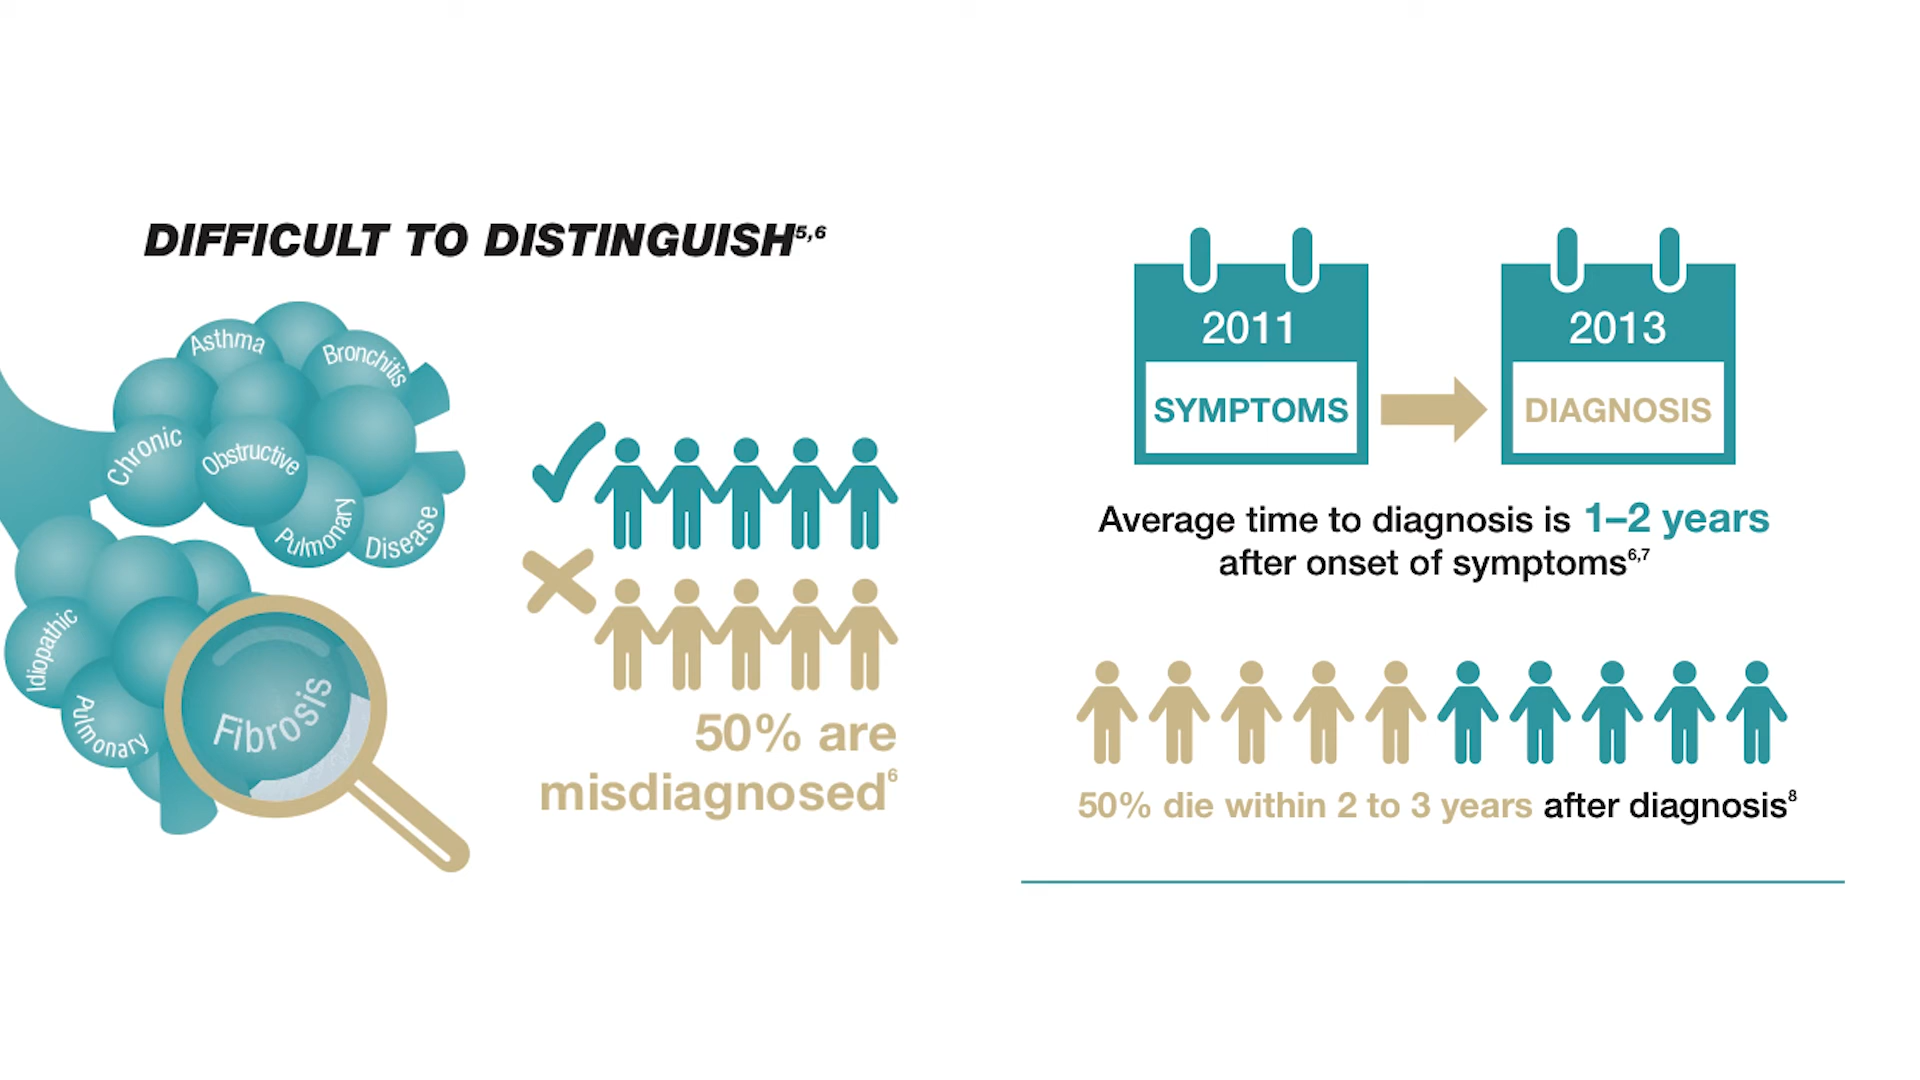 DIFFICULT TO DISTINGUISH5,6
Asthma
Bronchitis
Chronic
Obstructive
Pulmonary
Disease
Idiopathic
Pulmonary
Fibrosis
50% are
misdiagnosed6
2011
SYMPTOMS
2013
DIAGNOSIS
Average time to diagnosis is 1–2 years
after onset of symptoms6,7
50% die within 2 to 3 years after diagnosis8